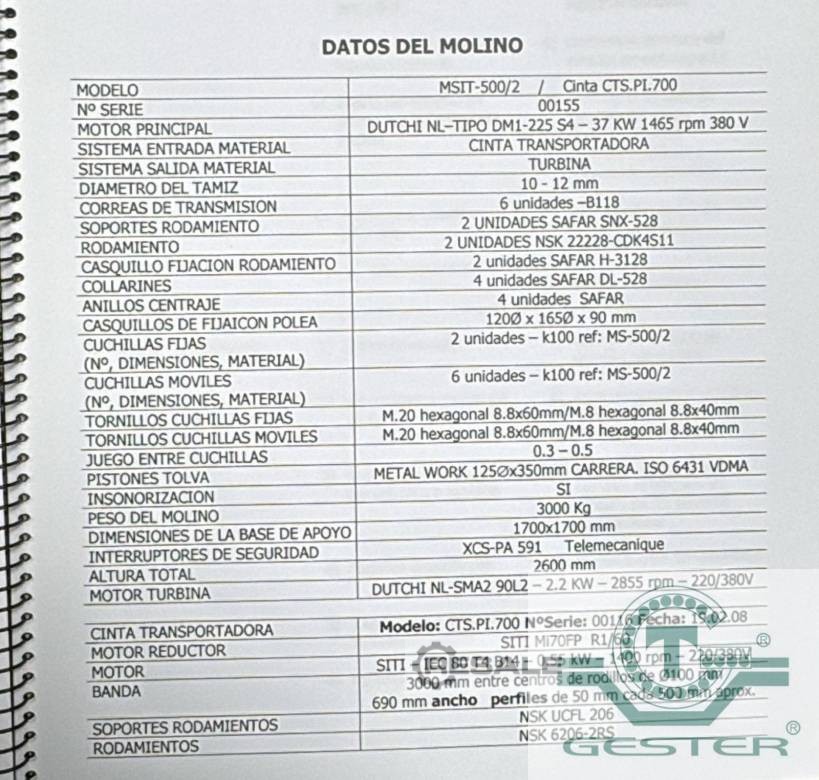 DATOS DEL MOLINO
MODELO MSIT-500/2 / Cinta CTS.PI.700
Nº SERIE 00155
MOTOR PRINCIPAL DUTCHI NL–TIPO DM1-225 S4 – 37 KW 1465 rpm 380 V
SISTEMA ENTRADA MATERIAL CINTA TRANSPORTADORA
SISTEMA SALIDA MATERIAL TURBINA
DIAMETRO DEL TAMIZ 10 - 12 mm
CORREAS DE TRANSMISION 6 unidades –B118
SOPORTES RODAMIENTO 2 UNIDADES SAFAR SNX-528
RODAMIENTO 2 UNIDADES NSK 22228-CDK4S11
CASQUILLO FIJACION RODAMIENTO 2 unidades SAFAR H-3128
COLLARINES 4 unidades SAFAR DL-528
ANILLOS CENTRAJE 4 unidades SAFAR
CASQUILLOS DE FIJAICON POLEA 120Ø x 165Ø x 90 mm
CUCHILLAS FIJAS 2 unidades – k100 ref: MS-500/2
(Nº, DIMENSIONES, MATERIAL)
CUCHILLAS MOVILES 6 unidades – k100 ref: MS-500/2
(Nº, DIMENSIONES, MATERIAL)
TORNILLOS CUCHILLAS FIJAS M.20 hexagonal 8.8x60mm/M.8 hexagonal 8.8x40mm
TORNILLOS CUCHILLAS MOVILES M.20 hexagonal 8.8x60mm/M.8 hexagonal 8.8x40mm
JUEGO ENTRE CUCHILLAS 0.3 – 0.5
PISTONES TOLVA METAL WORK 125Øx350mm CARRERA. ISO 6431 VDMA
INSONORIZACION SI
PESO DEL MOLINO 3000 Kg
DIMENSIONES DE LA BASE DE APOYO 1700x1700 mm
INTERRUPTORES DE SEGURIDAD XCS-PA 591 Telemecanique
ALTURA TOTAL 2600 mm
MOTOR TURBINA DUTCHI NL-SMA2 90L2 – 2.2 KW – 2855 rpm – 220/380V
CINTA TRANSPORTADORA Modelo: CTS.PI.700 NºSerie: 00116 Fecha: 19.02.08
MOTOR REDUCTOR SITI Mi70FP R1/60
MOTOR SITI – IEC 80 T4 B14 – 0.55 kW – 1400 rpm – 220/380V
BANDA 3000 mm entre centros de rodillos de Ø100 mm
690 mm ancho perfiles de 50 mm cada 500 mm aprox.
SOPORTES RODAMIENTOS NSK UCFL 206
RODAMIENTOS NSK 6206-2RS
GESTER®